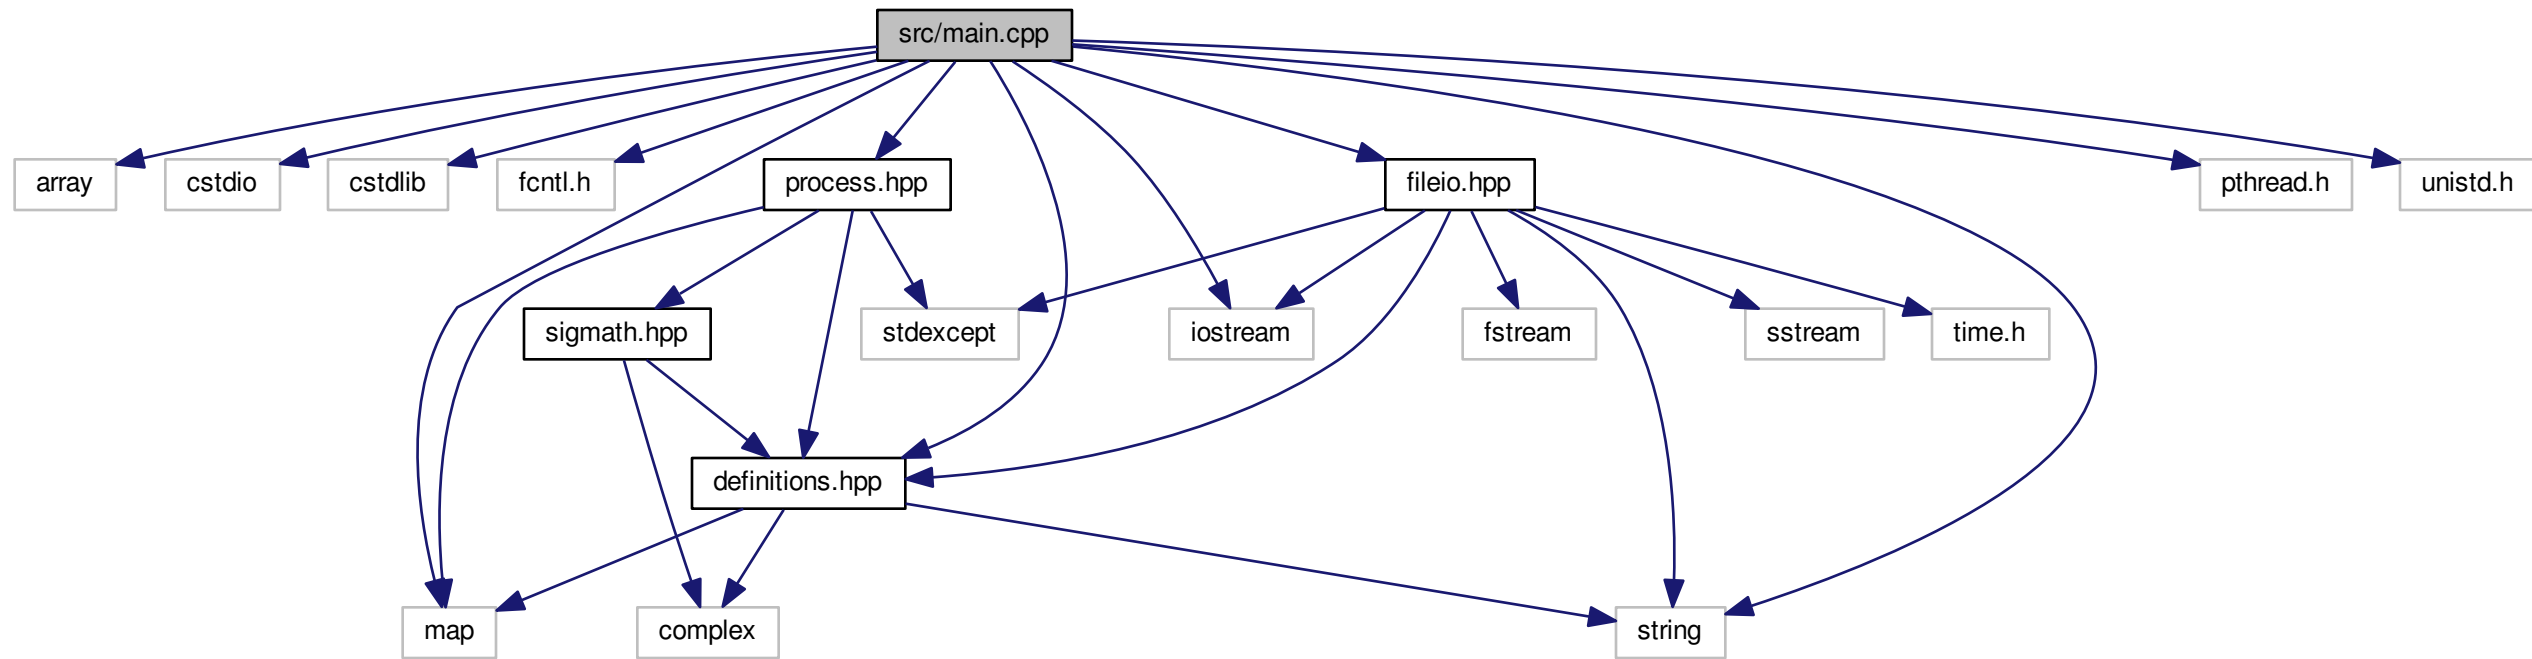 src/main.cpp
array
cstdio
cstdlib
fcntl.h
process.hpp
fileio.hpp
pthread.h
unistd.h
sigmath.hpp
stdexcept
iostream
fstream
sstream
time.h
definitions.hpp
map
complex
string